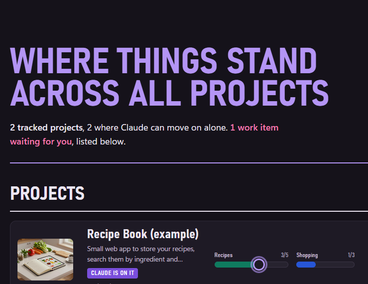 WHERE THINGS STAND
ACROSS ALL PROJECTS
2 tracked projects, 2 where Claude can move on alone. 1 work item
waiting for you, listed below.
PROJECTS
Recipe Book (example)
Small web app to store your recipes,
search them by ingredient and...
CLAUDE IS ON IT
Recipes 3/5
Shopping 1/3